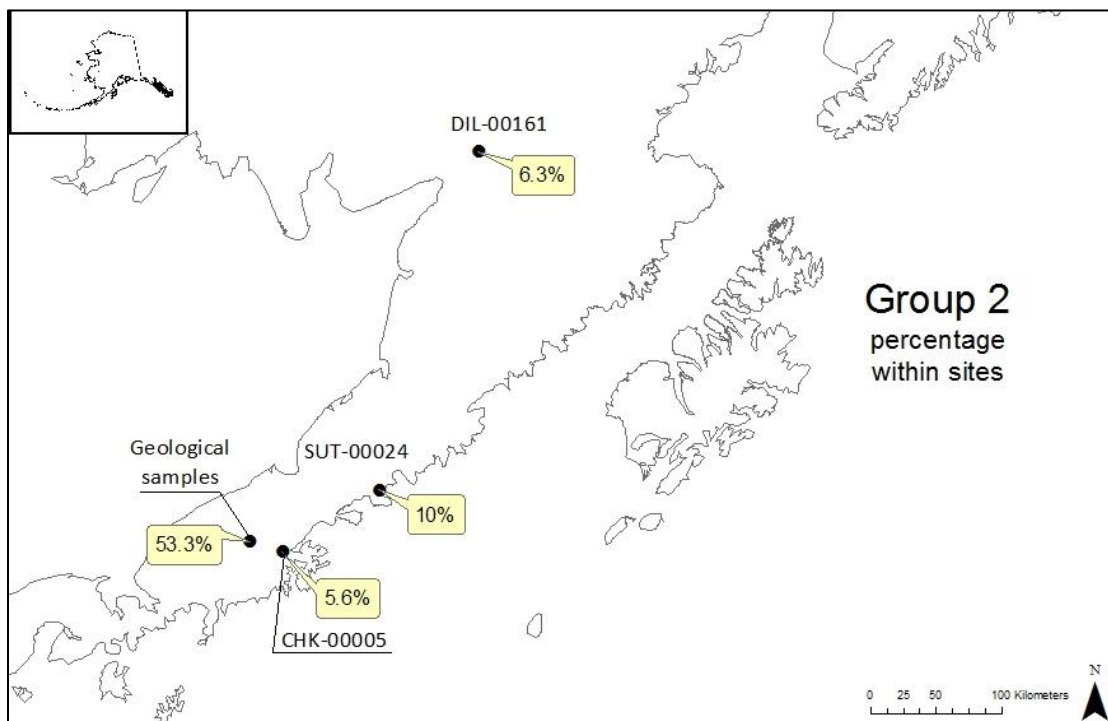 DIL-00161
6.3%
Group 2
percentage
within sites
Geological
samples
SUT-00024
10%
53.3%
5.6%
CHK-00005
N
0 25 50 100 Kilometers